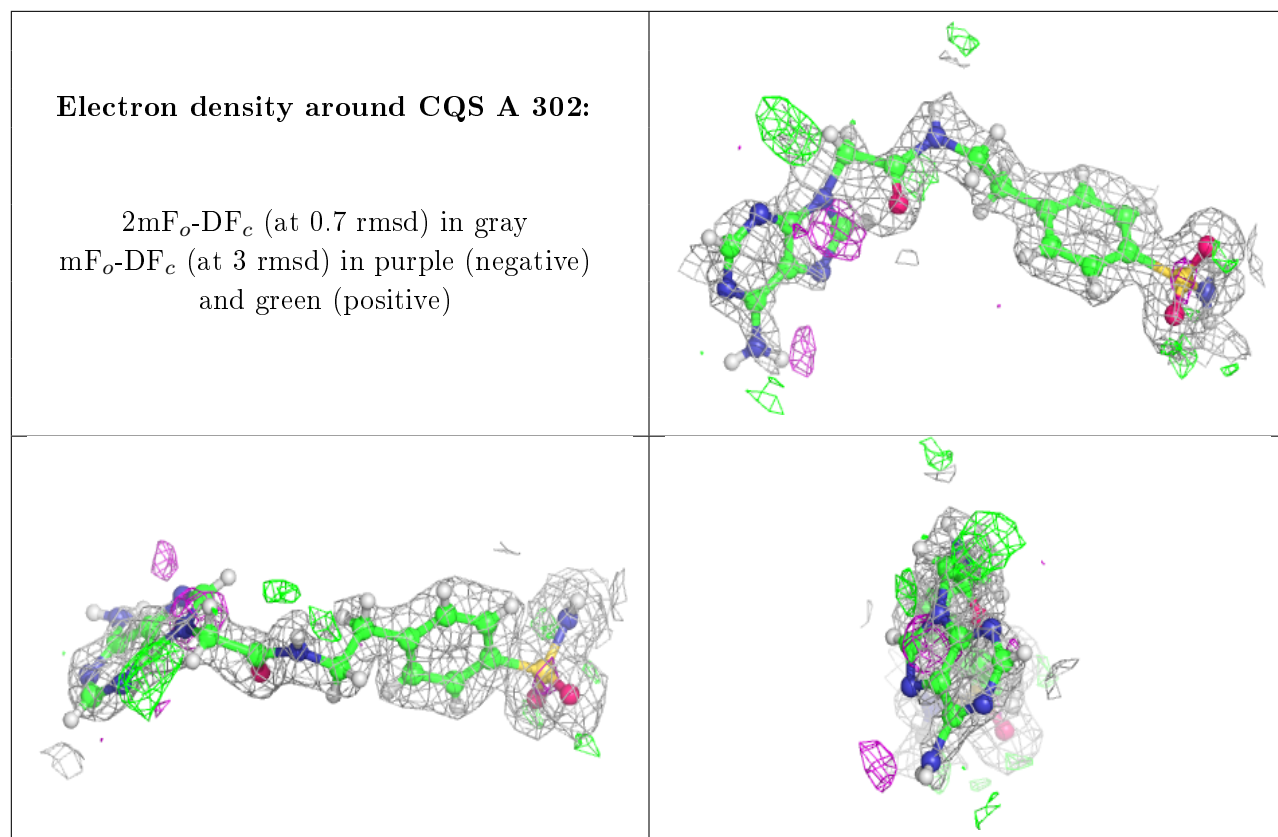 Electron density around CQS A 302:
2mFₒ-DF𝒸 (at 0.7 rmsd) in gray
mFₒ-DF𝒸 (at 3 rmsd) in purple (negative)
and green (positive)